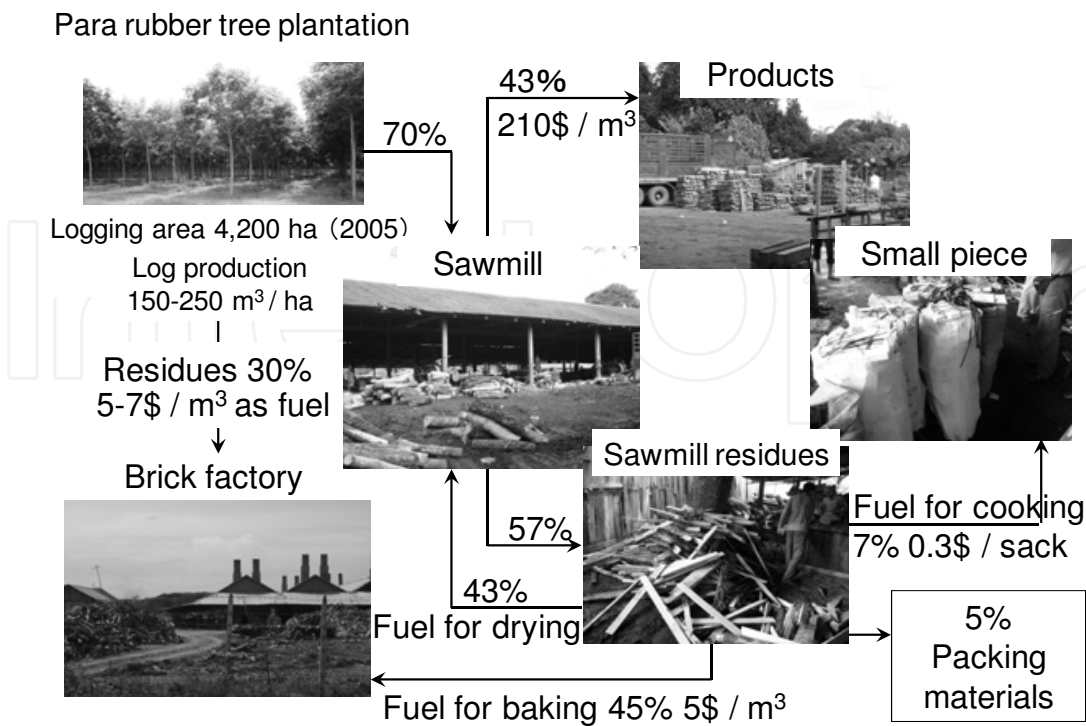 Para rubber tree plantation
Products
43%
210$ / m³
70%
Logging area 4,200 ha (2005)
Log production
150-250 m³ / ha
Residues 30%
5-7$ / m³ as fuel
Brick factory
Sawmill
Small piece
Sawmill residues
57%
43%
Fuel for drying
Fuel for cooking
7% 0.3$ / sack
5%
Packing
materials
Fuel for baking 45% 5$ / m³